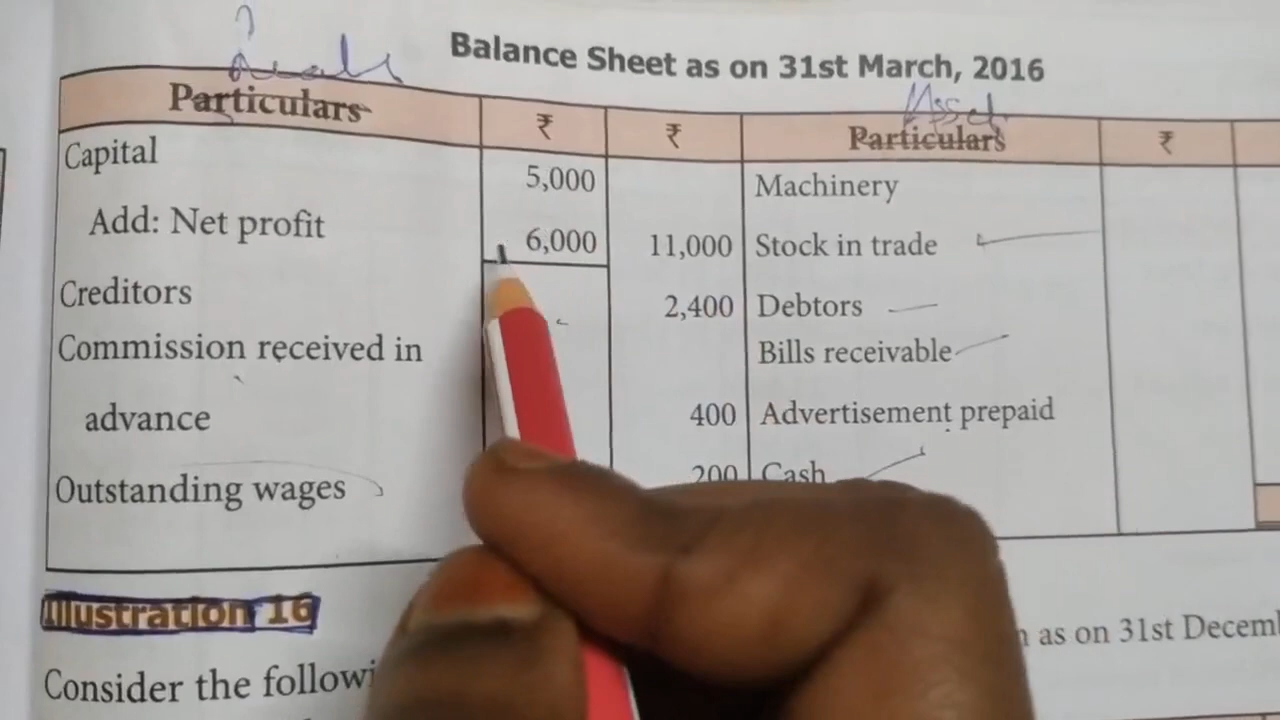 Balance Sheet as on 31st March, 2016
Particulars ₹ ₹ Particulars ₹
Capital 5,000 Machinery
Add: Net profit 6,000 11,000 Stock in trade
Creditors 2,400 Debtors
Commission received in Bills receivable
advance 400 Advertisement prepaid
Outstanding wages 200 Cash
Illustration 16
as on 31st
Consider the